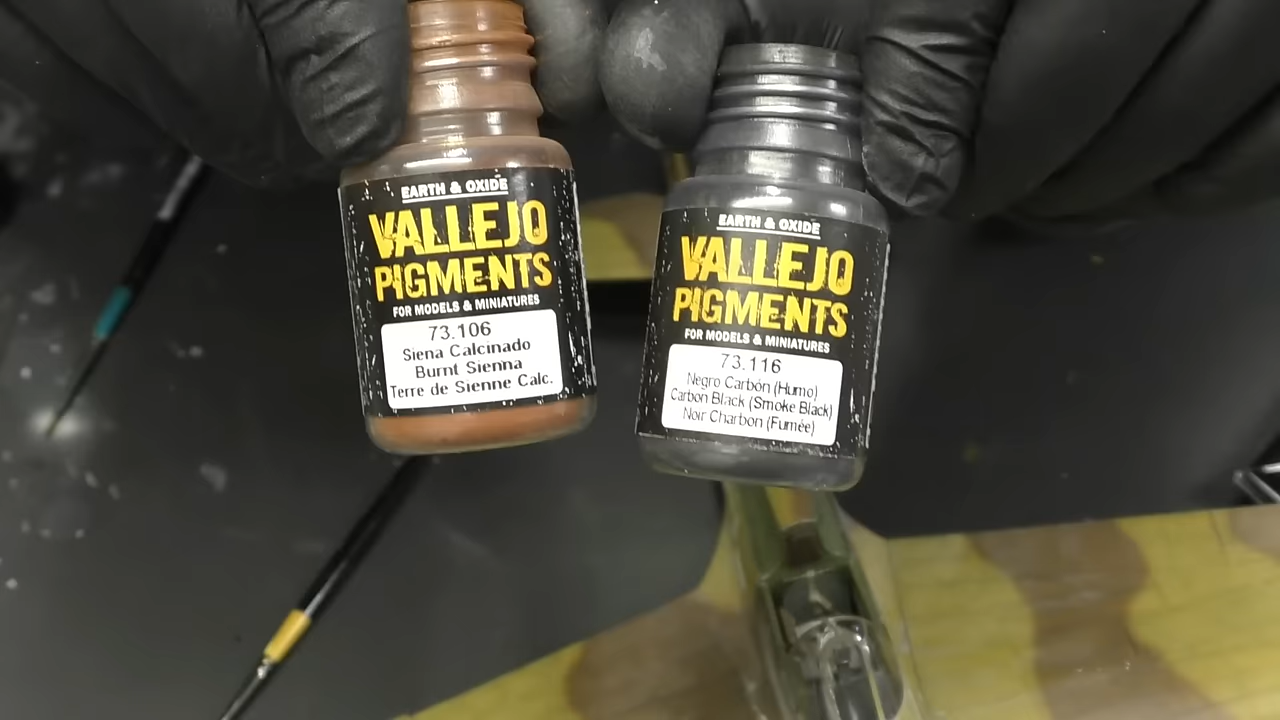 EARTH & OXIDE
VALLEJO
PIGMENTS
FOR MODELS & MINIATURES
73.106
Siena Calcinado
Burnt Sienna
Terre de Sienne Calc.
EARTH & OXIDE
VALLEJO
PIGMENTS
FOR MODELS & MINIATURES
73.116
Negro Carbón (Humo)
Carbon Black (Smoke Black)
Noir Charbon (Fumée)